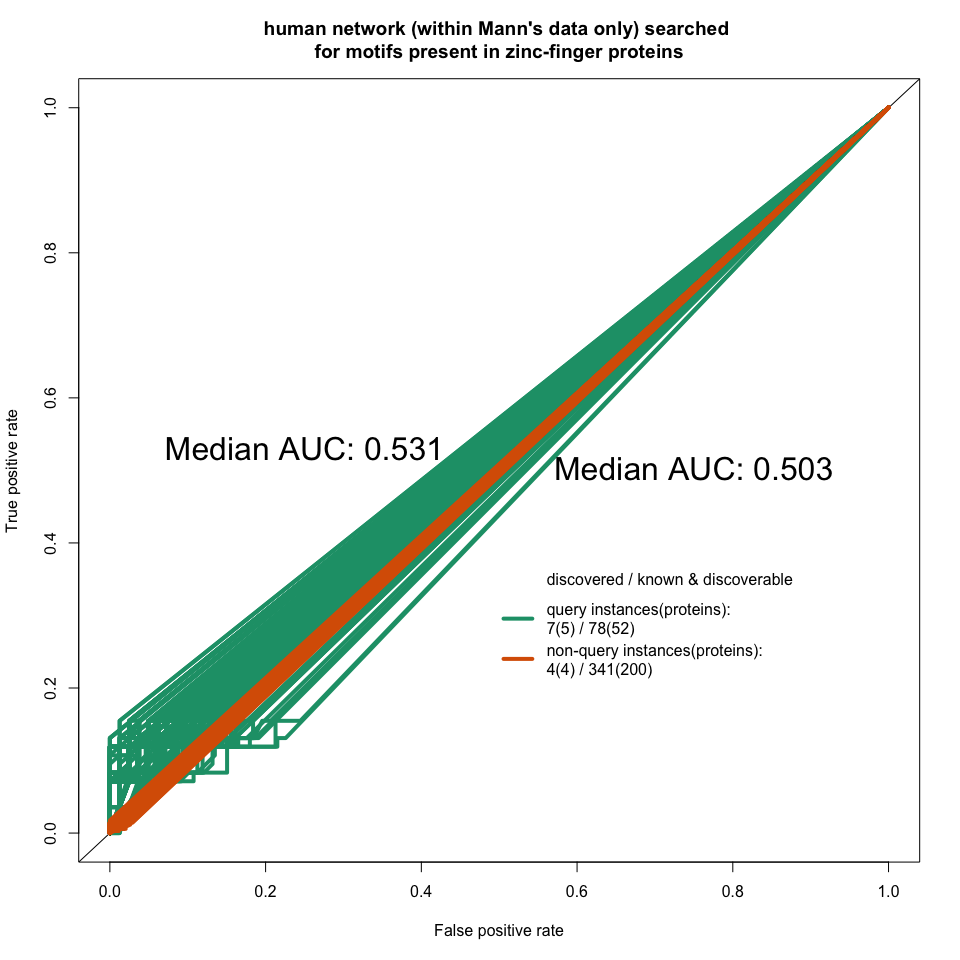 human network (within Mann's data only) searched
for motifs present in zinc-finger proteins
True positive rate
1.0
0.8
0.6
0.4
0.2
0.0
Median AUC: 0.531
Median AUC: 0.503
discovered / known & discoverable
query instances(proteins):
7(5) / 78(52)
non-query instances(proteins):
4(4) / 341(200)
0.0 0.2 0.4 0.6 0.8 1.0
False positive rate